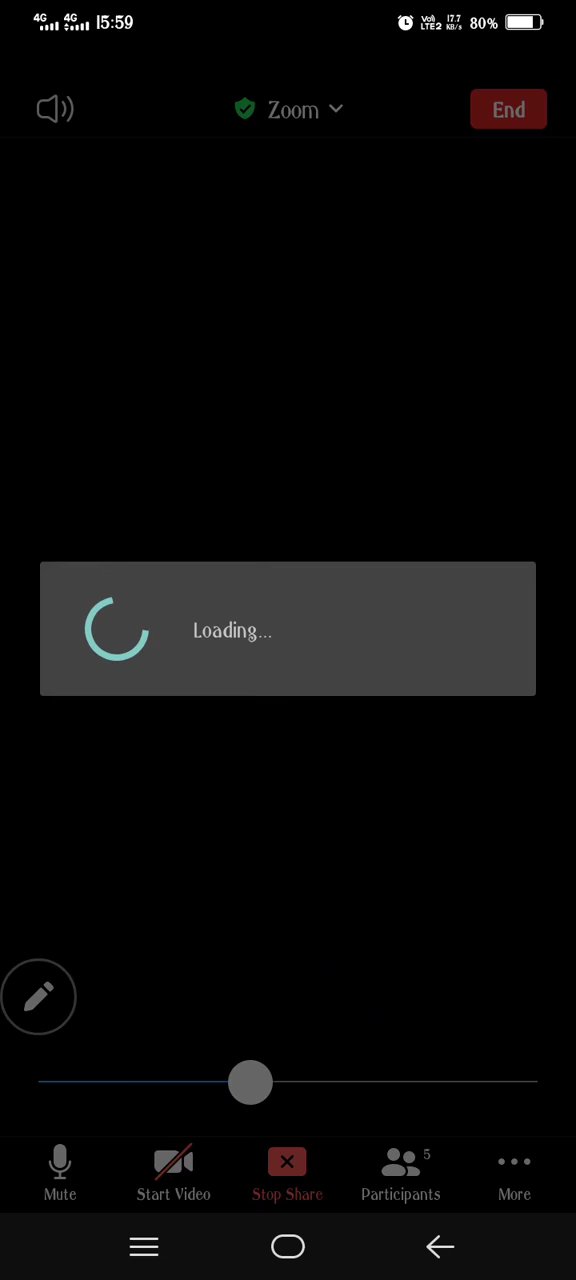 4G 4G 15:59 Vo) LTE2 17.7 KB/s 80%
Zoom End
Loading...
5
Mute Start Video Stop Share Participants More